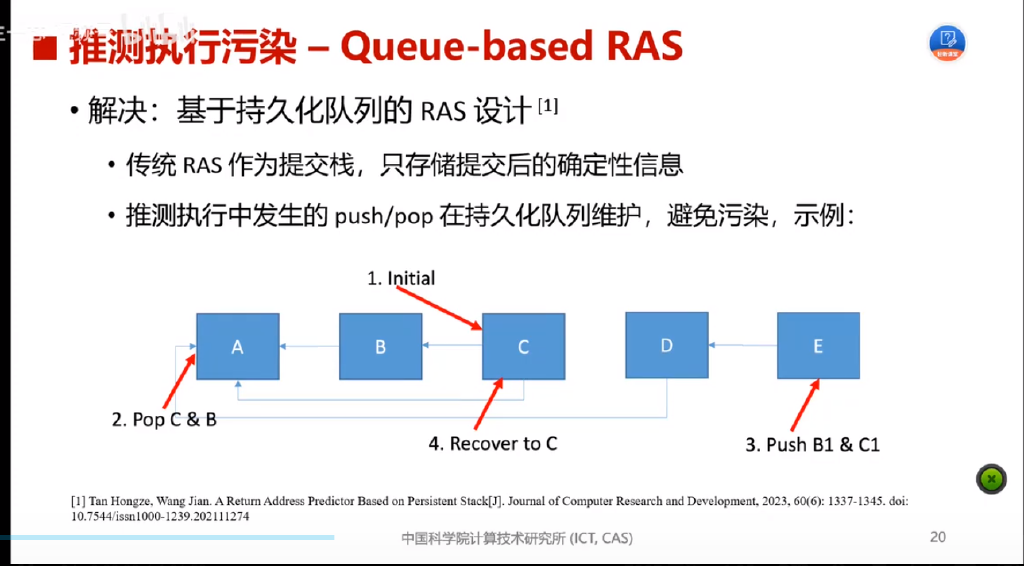 推测执行污染 – Queue-based RAS
• 解决：基于持久化队列的 RAS 设计 [1]
• 传统 RAS 作为提交栈，只存储提交后的确定性信息
• 推测执行中发生的 push/pop 在持久化队列维护，避免污染，示例：
1. Initial
A
B
C
D
E
2. Pop C & B
4. Recover to C
3. Push B1 & C1
[1] Tan Hongze, Wang Jian. A Return Address Predictor Based on Persistent Stack[J]. Journal of Computer Research and Development, 2023, 60(6): 1337-1345. doi:
10.7544/issn1000-1239.202111274
中国科学院计算技术研究所 (ICT, CAS)
20